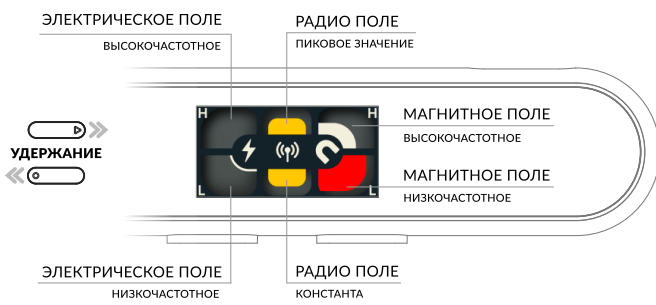 ЭЛЕКТРИЧЕСКОЕ ПОЛЕ
ВЫСОКОЧАСТОТНОЕ
РАДИО ПОЛЕ
ПИКОВОЕ ЗНАЧЕНИЕ
H H
МАГНИТНОЕ ПОЛЕ
ВЫСОКОЧАСТОТНОЕ
УДЕРЖАНИЕ
МАГНИТНОЕ ПОЛЕ
НИЗКОЧАСТОТНОЕ
L L
ЭЛЕКТРИЧЕСКОЕ ПОЛЕ
НИЗКОЧАСТОТНОЕ
РАДИО ПОЛЕ
КОНСТАНТА